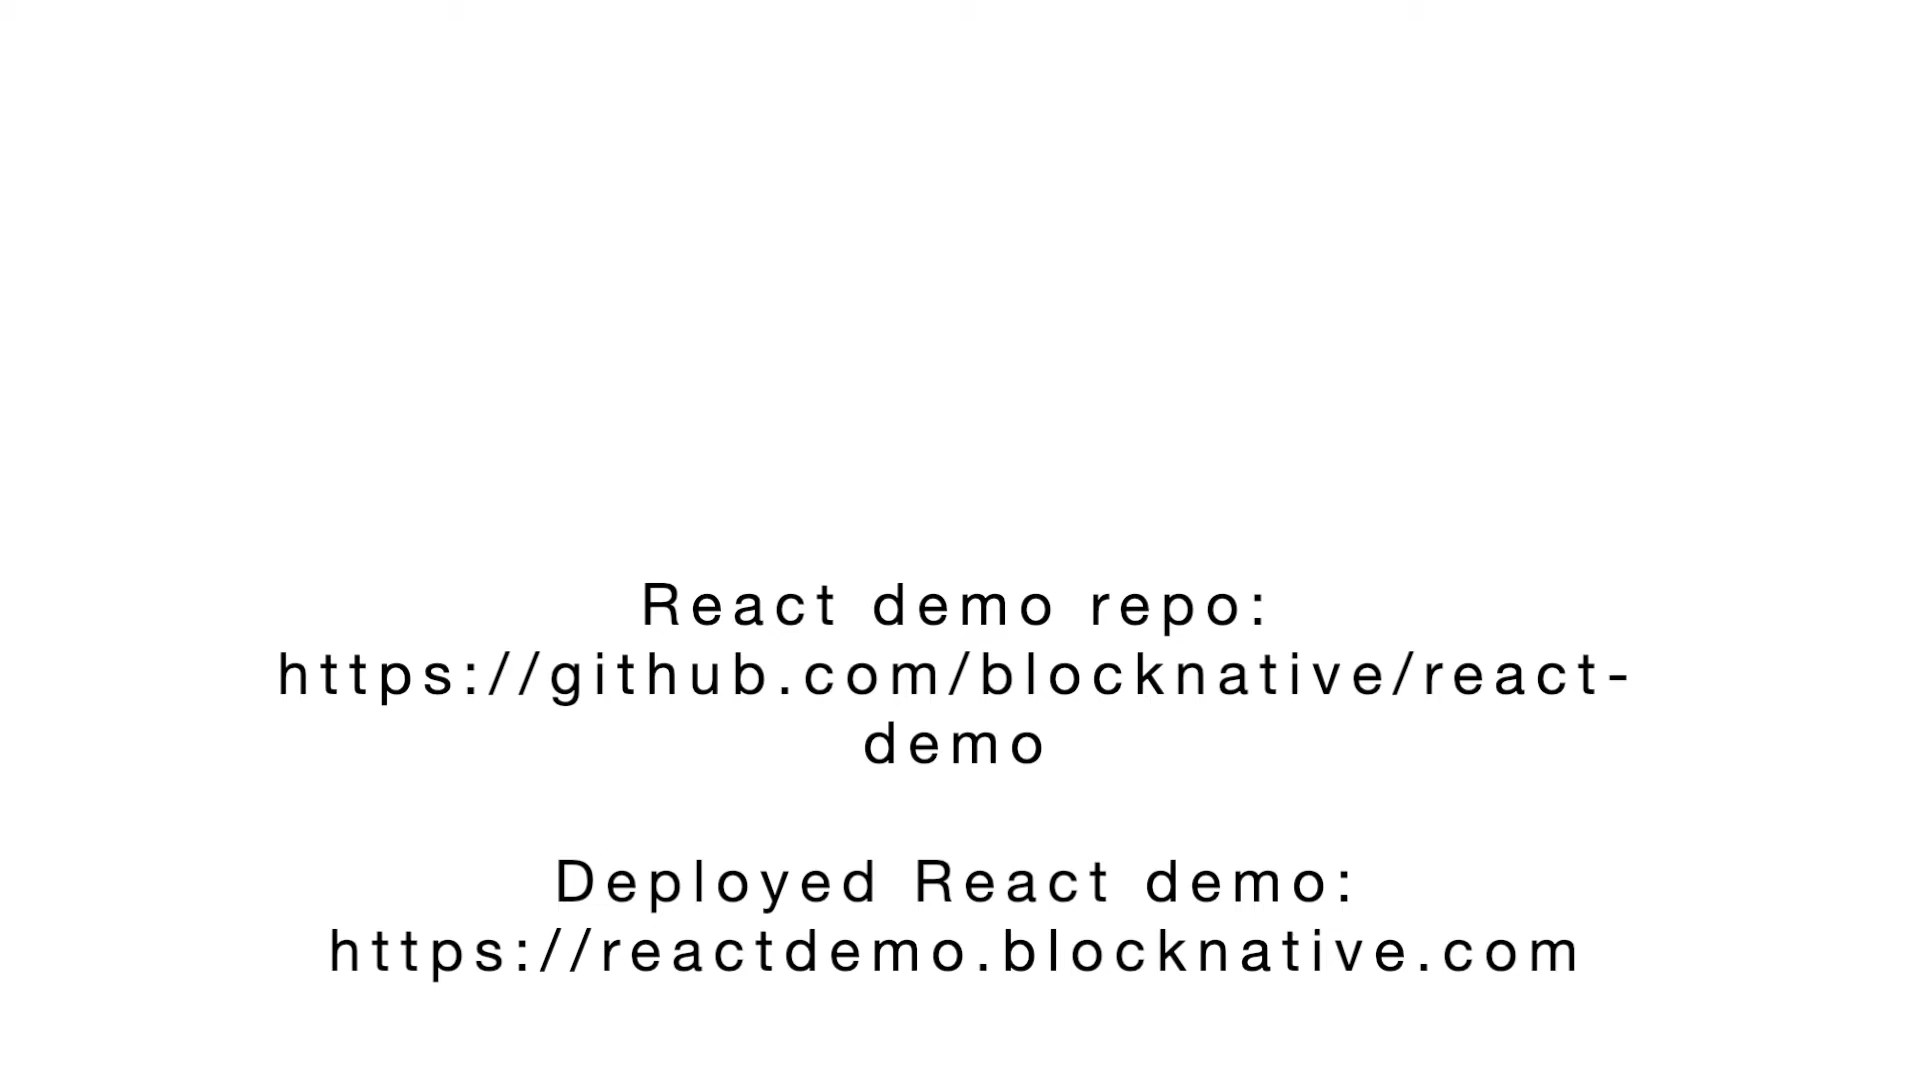 React demo repo:
https://github.com/blocknative/react-
demo
Deployed React demo:
https://reactdemo.blocknative.com